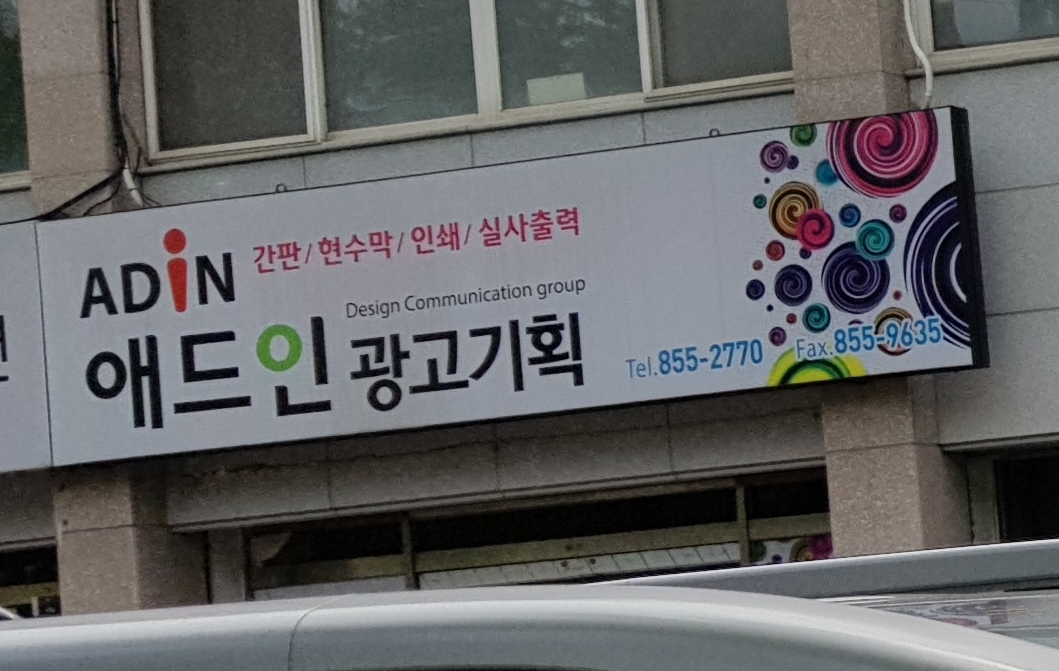 ADiN 간판/현수막/인쇄/실사출력
Design Communication group
애드인 광고기획
Tel.855-2770 Fax.855-9635